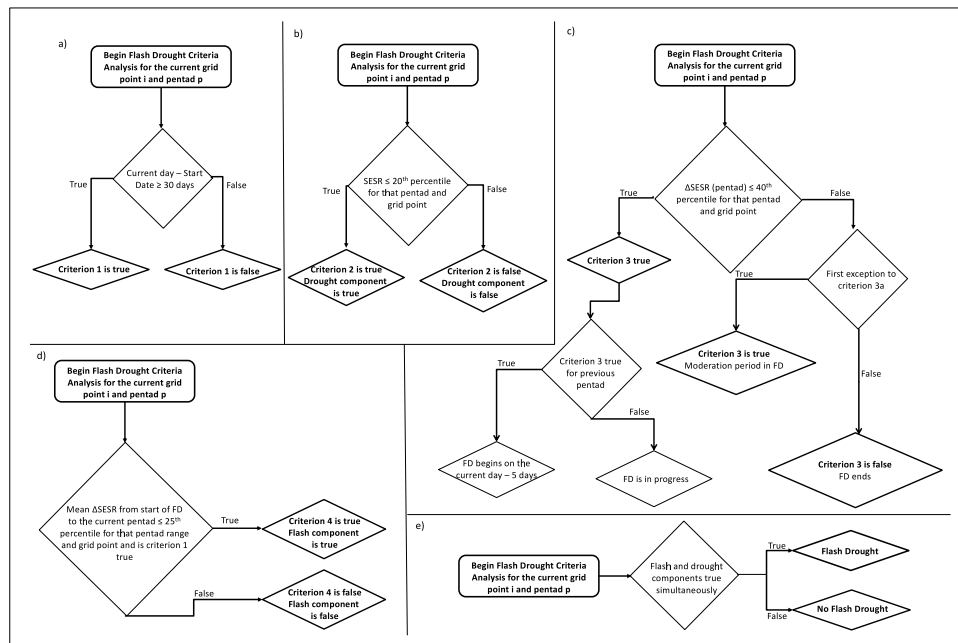 a)
Begin Flash Drought Criteria
Analysis for the current grid
point i and pentad p
Current day – Start
Date ≥ 30 days
True
False
Criterion 1 is true
Criterion 1 is false
b)
Begin Flash Drought Criteria
Analysis for the current grid
point i and pentad p
SESR ≤ 20th percentile
for that pentad and
grid point
True
False
Criterion 2 is true
Drought component
is true
Criterion 2 is false
Drought component
is false
c)
Begin Flash Drought Criteria
Analysis for the current grid
point i and pentad p
ΔSESR (pentad) ≤ 40th
percentile for that pentad
and grid point
True
False
Criterion 3 true
First exception to
criterion 3a
True
False
Criterion 3 is true
Moderation period in FD
Criterion 3 true
for previous
pentad
True
False
FD begins on the
current day – 5 days
FD is in progress
Criterion 3 is false
FD ends
d)
Begin Flash Drought Criteria
Analysis for the current grid
point i and pentad p
Mean ΔSESR from start of FD
to the current pentad ≤ 25th
percentile for that pentad range
and grid point and is criterion 1
true
True
False
Criterion 4 is true
Flash component
is true
Criterion 4 is false
Flash component
is false
e)
Begin Flash Drought Criteria
Analysis for the current grid
point i and pentad p
Flash and drought
components true
simultaneously
True
False
Flash Drought
No Flash Drought